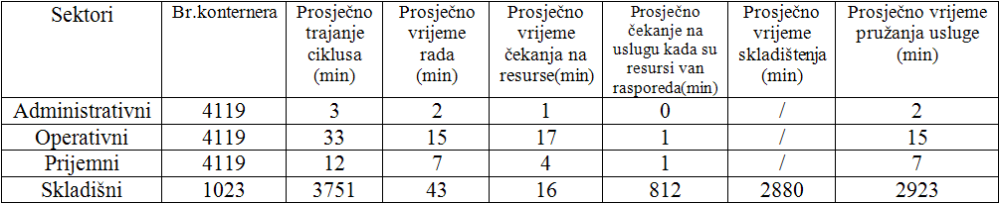 Sektori Br.konternera Prosječno trajanje ciklusa (min) Prosječno vrijeme rada (min) Prosječno vrijeme čekanja na resurse(min) Prosječno čekanje na uslugu kada su resursi van rasporeda(min) Prosječno vrijeme skladištenja (min) Prosječno vrijeme pružanja usluge (min)
Administrativni 4119 3 2 1 0 / 2
Operativni 4119 33 15 17 1 / 15
Prijemni 4119 12 7 4 1 / 7
Skladišni 1023 3751 43 16 812 2880 2923